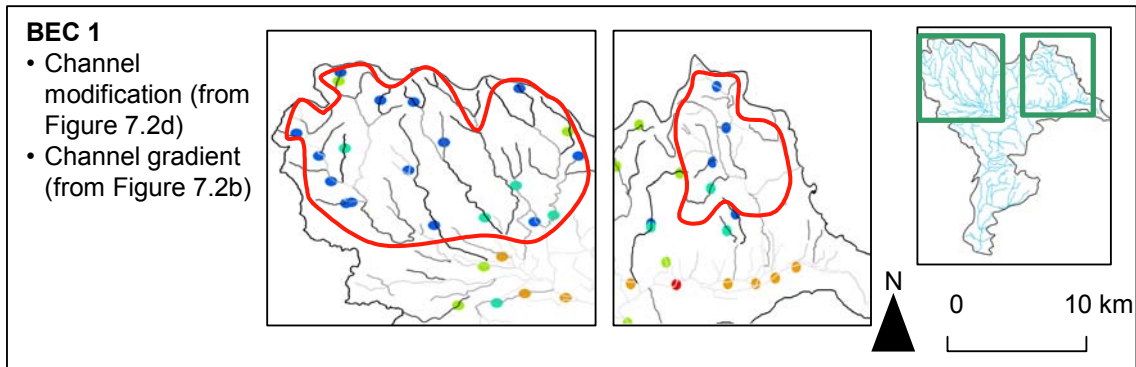 BEC 1
• Channel
modification (from
Figure 7.2d)
• Channel gradient
(from Figure 7.2b)
N
0 10 km